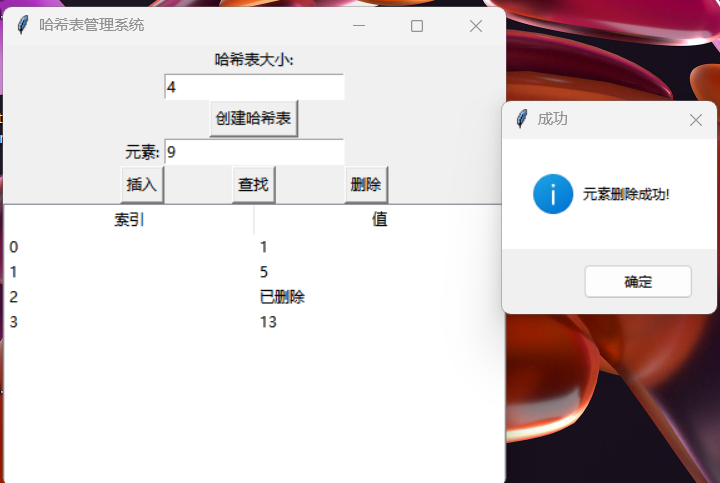 哈希表管理系统
哈希表大小:
4
创建哈希表
元素: 9
插入 查找 删除
索引 值
0 1
1 5
2 已删除
3 13
成功
元素删除成功!
确定